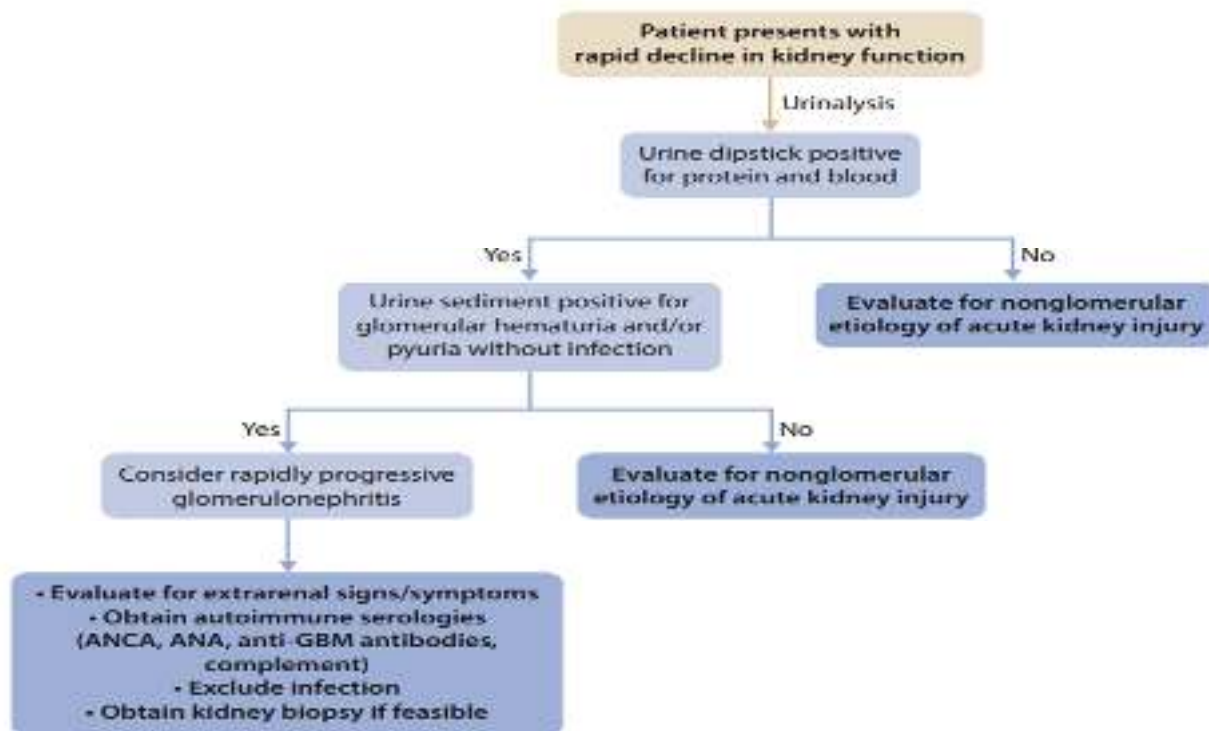 Patient presents with
rapid decline in kidney function
Urinalysis
Urine dipstick positive
for protein and blood
Yes
No
Urine sediment positive for
glomerular hematuria and/or
pyuria without infection
Evaluate for nonglomerular
etiology of acute kidney injury
Yes
No
Consider rapidly progressive
glomerulonephritis
Evaluate for nonglomerular
etiology of acute kidney injury
• Evaluate for extrarenal signs/symptoms
• Obtain autoimmune serologies
(ANCA, ANA, anti-GBM antibodies,
complement)
• Exclude infection
• Obtain kidney biopsy if feasible